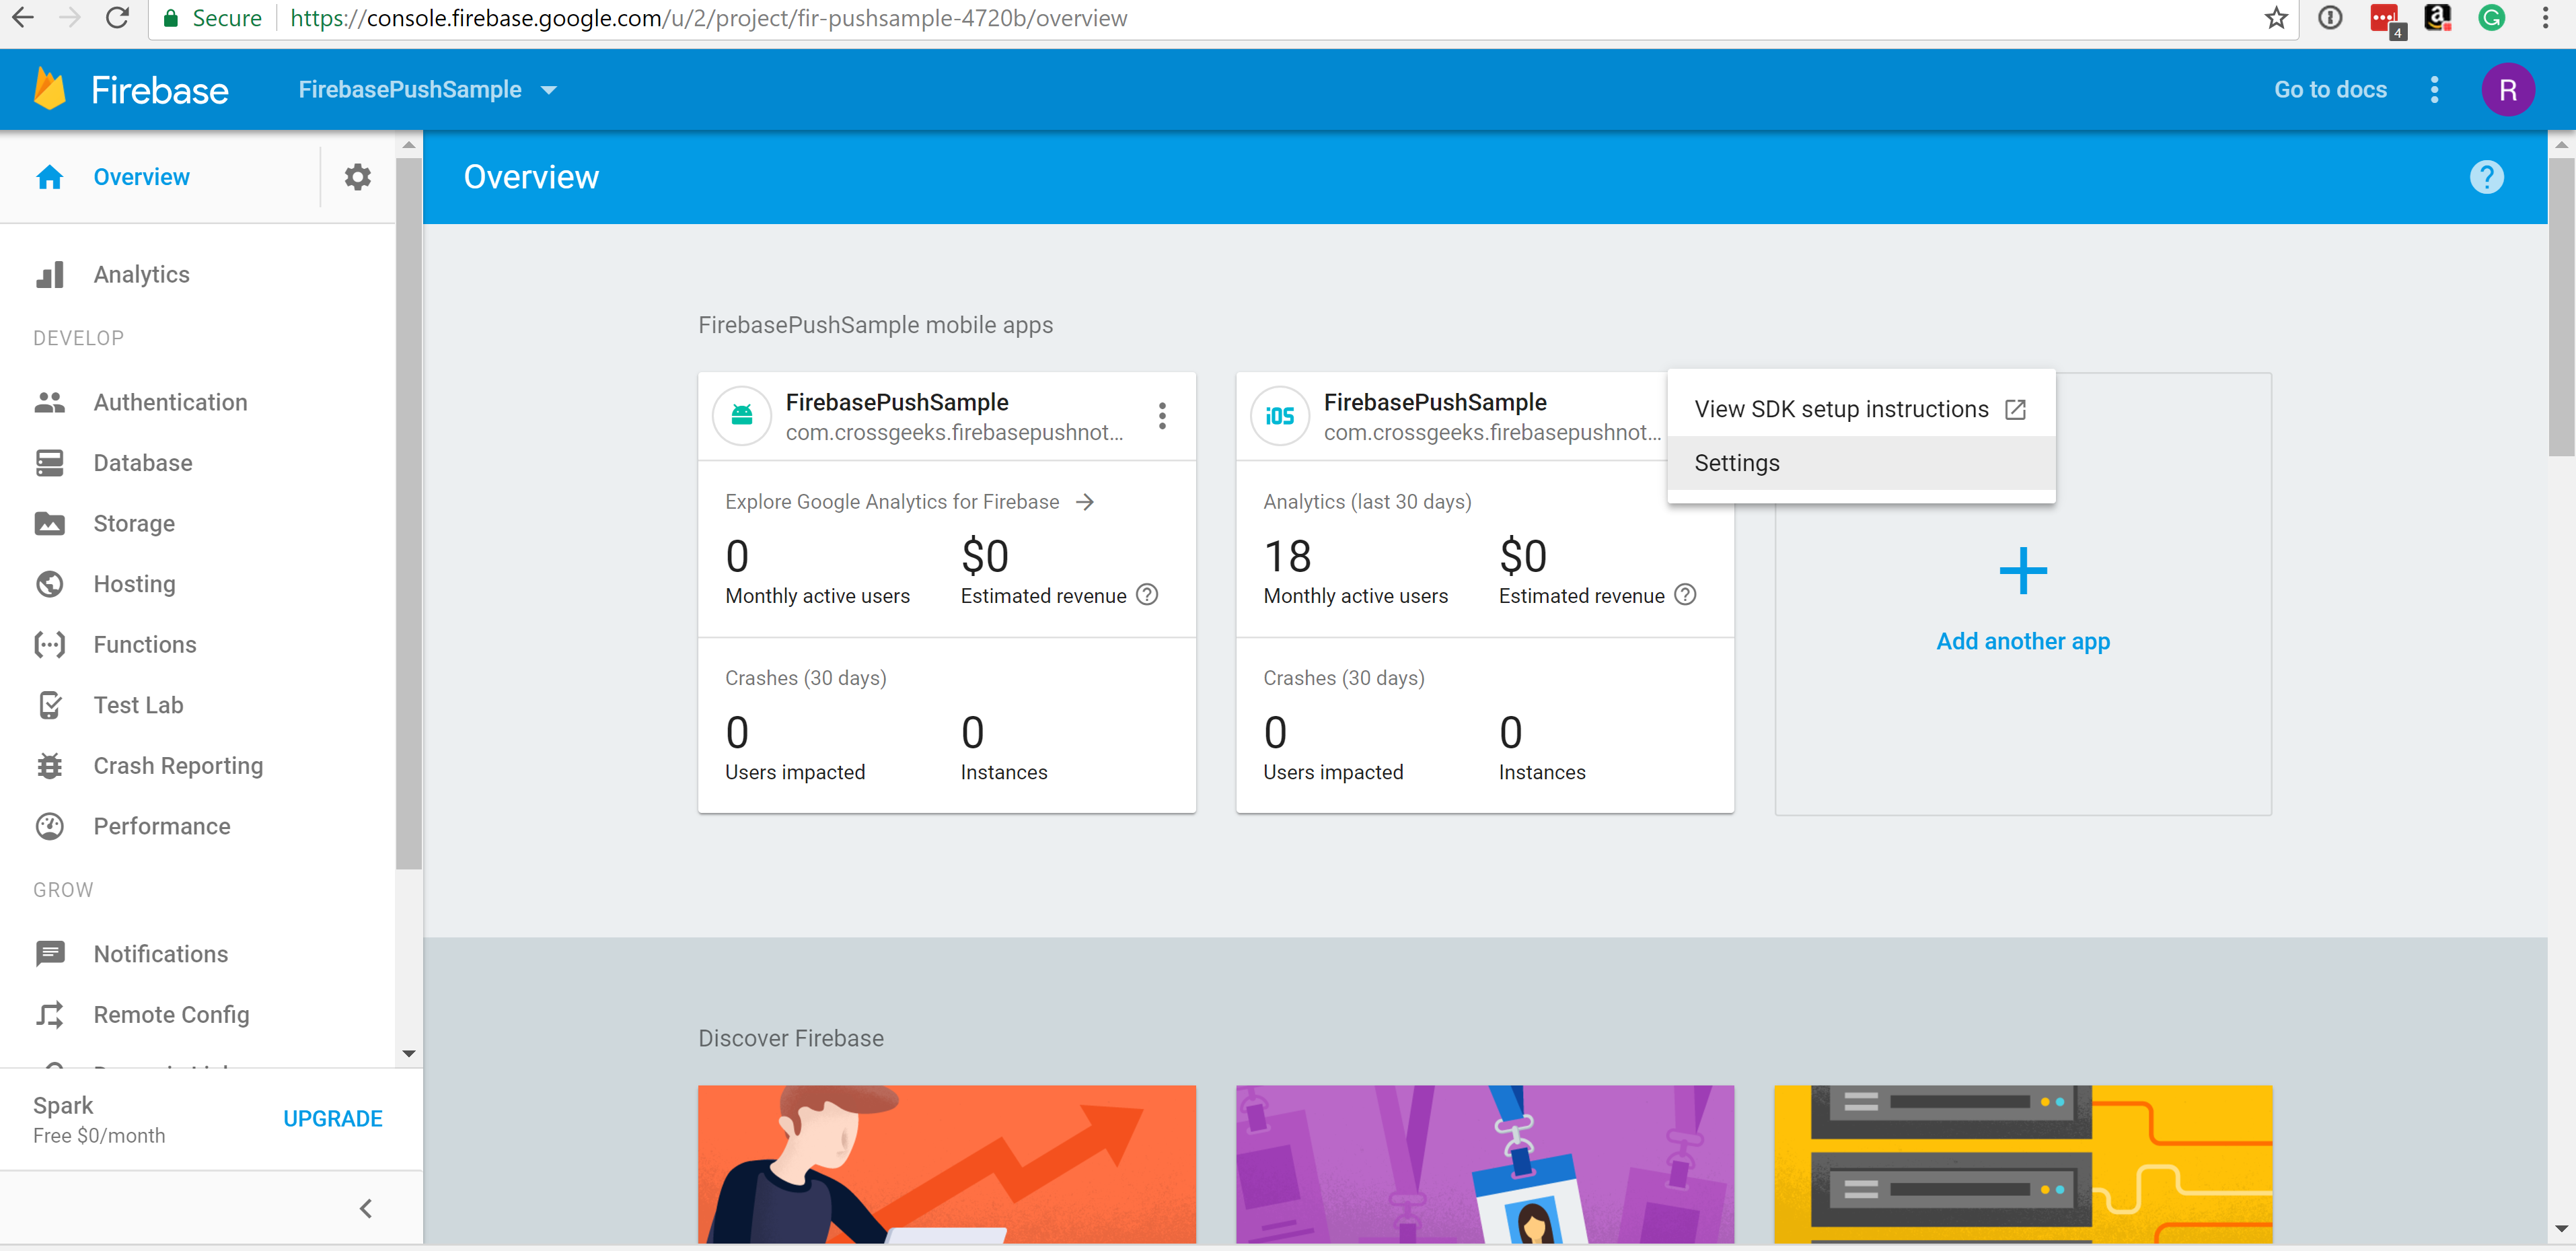 Secure
https://console.firebase.google.com/u/2/project/fir-pushsample-4720b/overview
4
Firebase
FirebasePushSample
Go to docs
R
Overview
Overview
?
Analytics
DEVELOP
Authentication
Database
Storage
Hosting
Functions
Test Lab
Crash Reporting
Performance
GROW
Notifications
Remote Config
Spark
Free $0/month
UPGRADE
FirebasePushSample mobile apps
FirebasePushSample
com.crossgeeks.firebasepushnot...
Explore Google Analytics for Firebase
0
$0
Monthly active users
Estimated revenue ?
Crashes (30 days)
0
0
Users impacted
Instances
iOS
FirebasePushSample
com.crossgeeks.firebasepushnot...
Analytics (last 30 days)
18
$0
Monthly active users
Estimated revenue ?
Crashes (30 days)
0
0
Users impacted
Instances
View SDK setup instructions
Settings
Add another app
Discover Firebase